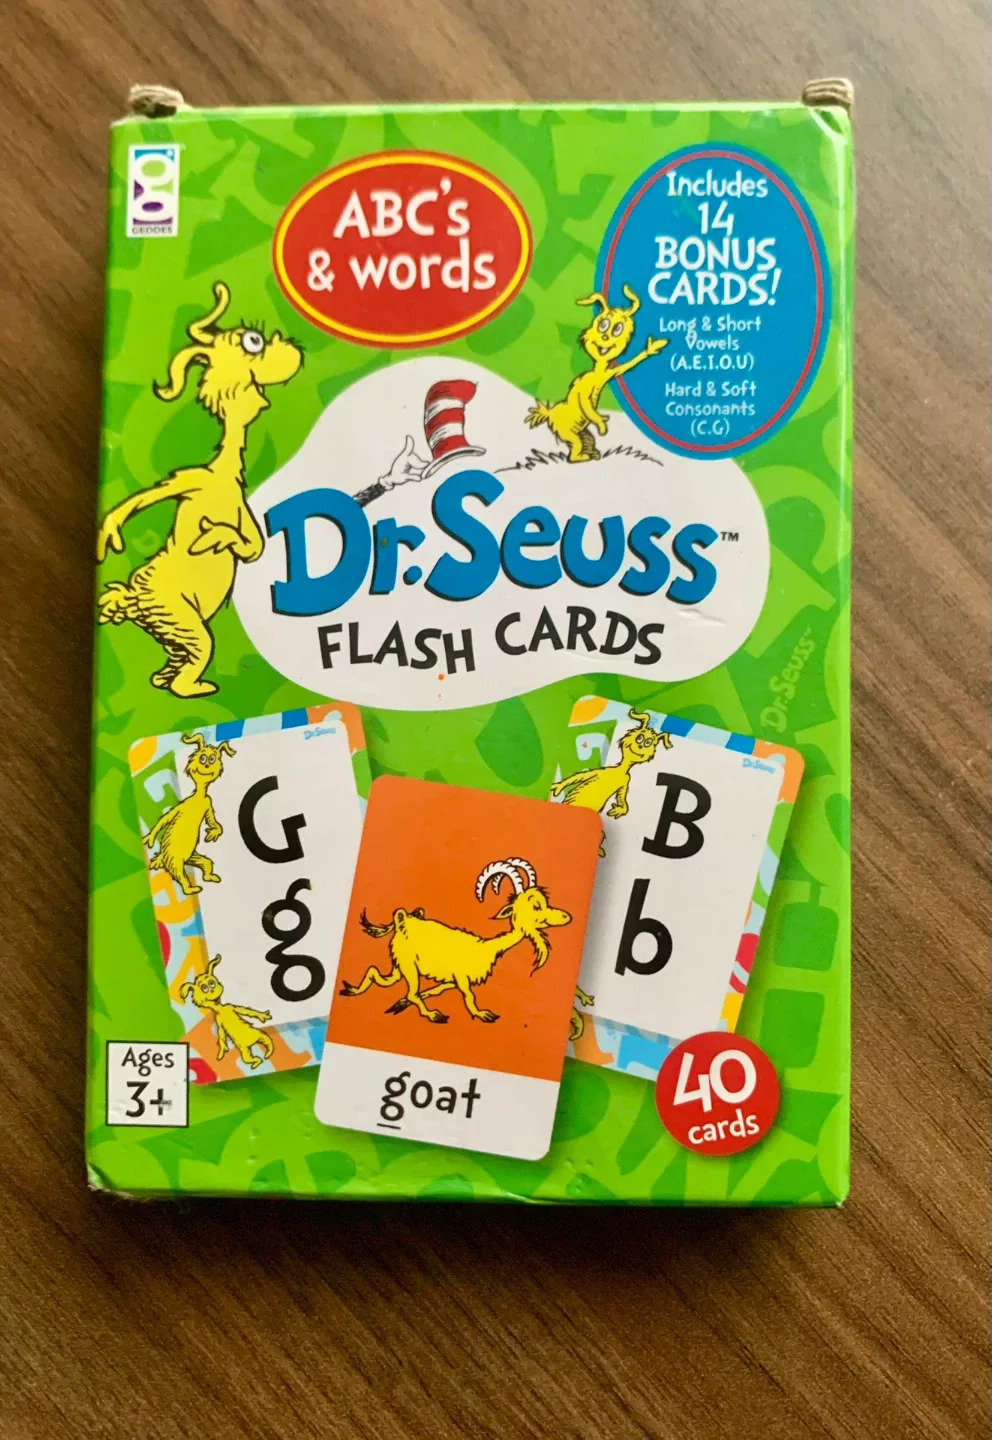 GEDDES
ABC's
& words
Includes
14
BONUS
CARDS!
Long & Short
Vowels
(A.E.I.O.U)
Hard & Soft
Consonants
(C.G)
Dr. Seuss™
FLASH CARDS
Dr. Seuss
Dr. Seuss
G
g
Dr. Seuss
B
b
goat
Ages
3+
40
cards